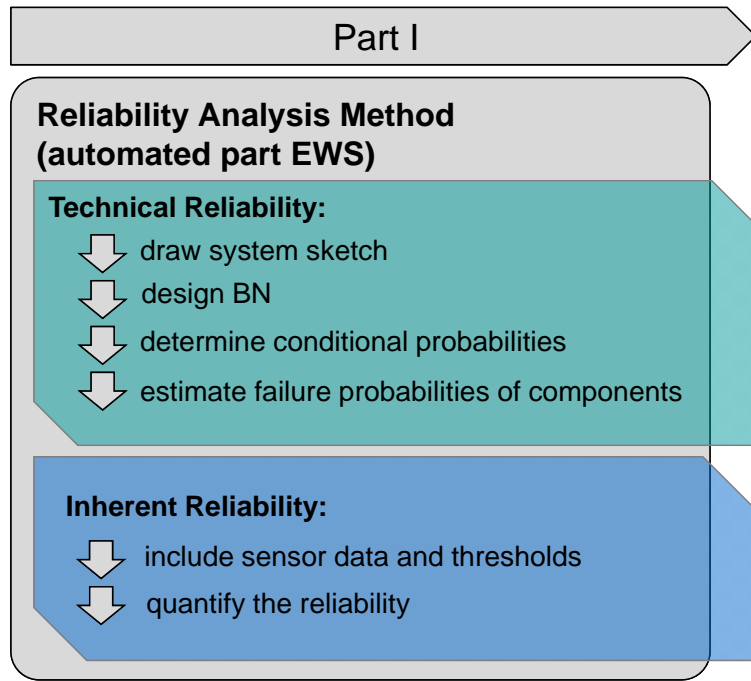 Part I
Reliability Analysis Method
(automated part EWS)
Technical Reliability:
draw system sketch
design BN
determine conditional probabilities
estimate failure probabilities of components
Inherent Reliability:
include sensor data and thresholds
quantify the reliability